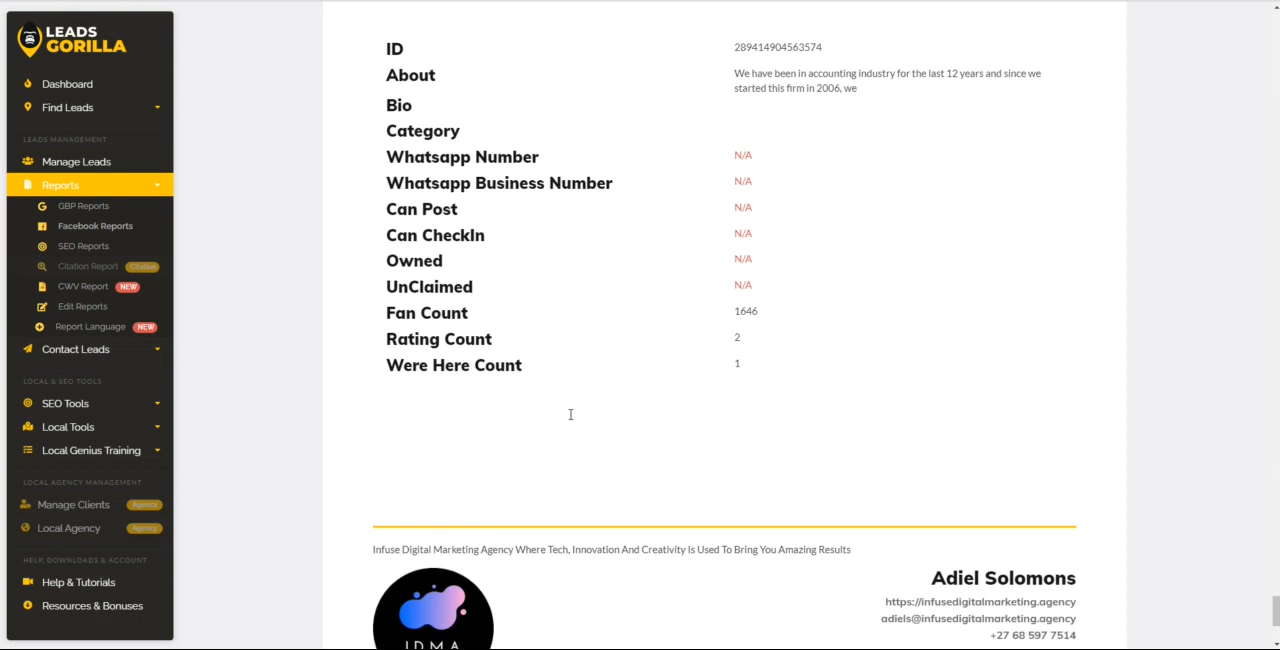 LEADS
GORILLA
Dashboard
Find Leads
LEADS MANAGEMENT
Manage Leads
Reports
GBP Reports
Facebook Reports
SEO Reports
Citation Report Citation
CWV Report NEW
Edit Reports
Report Language NEW
Contact Leads
LOCAL & SEO TOOLS
SEO Tools
Local Tools
Local Genius Training
LOCAL AGENCY MANAGEMENT
Manage Clients Agency
Local Agency Agency
HELP, DOWNLOADS & ACCOUNT
Help & Tutorials
Resources & Bonuses
ID 289414904563574
About We have been in accounting industry for the last 12 years and since we
started this firm in 2006, we
Bio
Category
Whatsapp Number N/A
Whatsapp Business Number N/A
Can Post N/A
Can CheckIn N/A
Owned N/A
UnClaimed N/A
Fan Count 1646
Rating Count 2
Were Here Count 1
Infuse Digital Marketing Agency Where Tech, Innovation And Creativity Is Used To Bring You Amazing Results
IDMA
Adiel Solomons
https://infusedigitalmarketing.agency
adiels@infusedigitalmarketing.agency
+27 68 597 7514